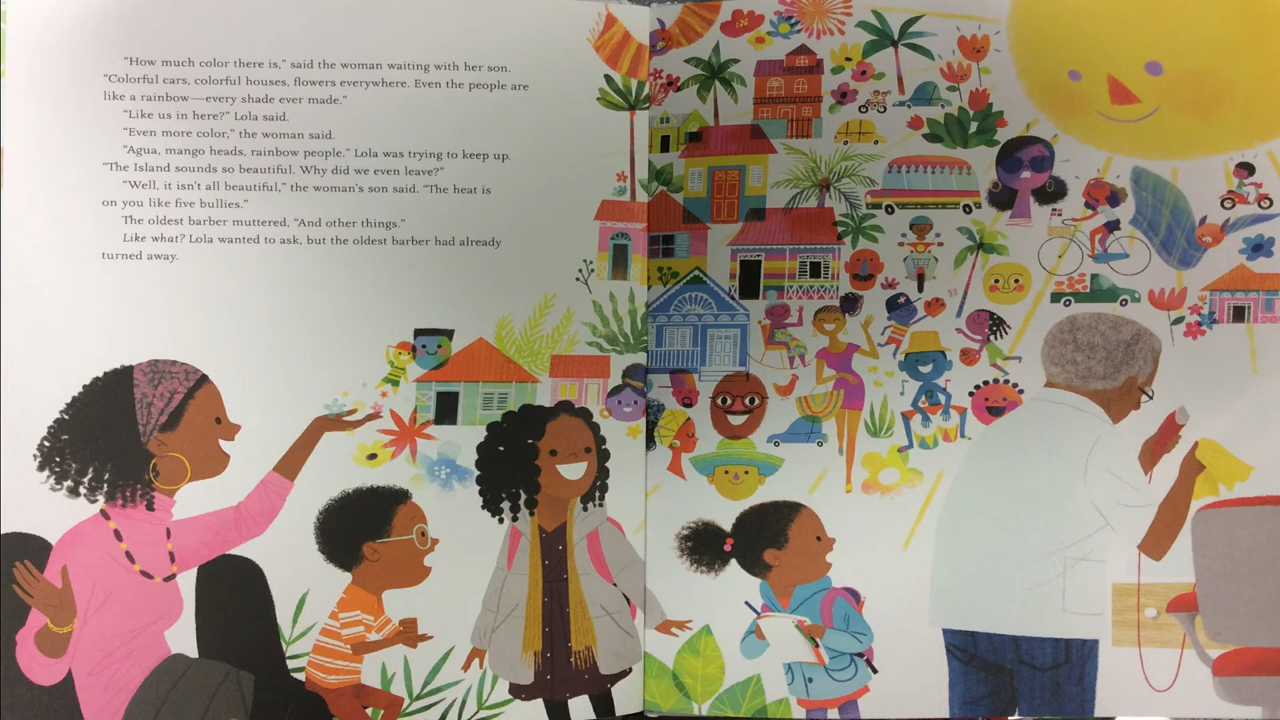 “How much color there is,” said the woman waiting with her son.
“Colorful cars, colorful houses, flowers everywhere. Even the people are
like a rainbow—every shade ever made.”
“Like us in here?” Lola said.
“Even more color,” the woman said.
“Agua, mango heads, rainbow people.” Lola was trying to keep up.
“The Island sounds so beautiful. Why did we even leave?”
“Well, it isn’t all beautiful,” the woman’s son said. “The heat is
on you like five bullies.”
The oldest barber muttered, “And other things.”
Like what? Lola wanted to ask, but the oldest barber had already
turned away.